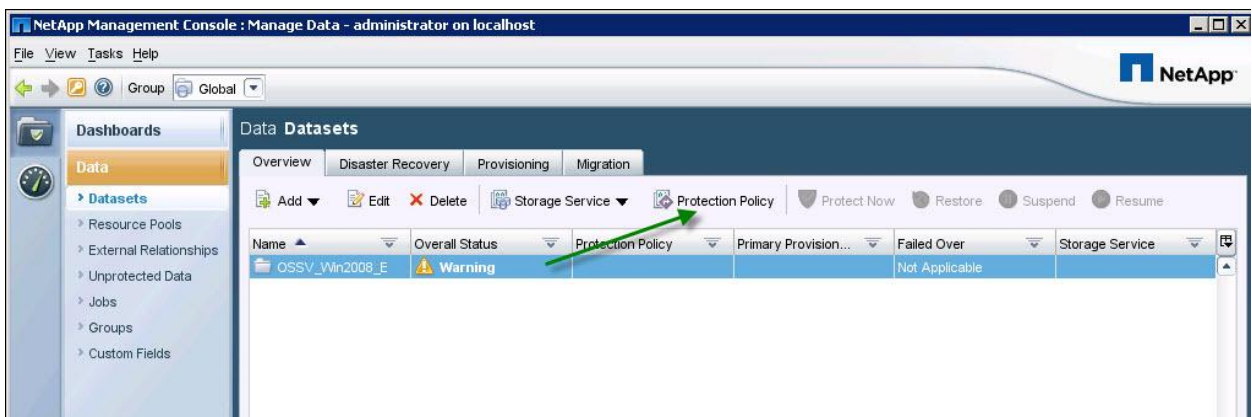 NetApp Management Console : Manage Data - administrator on localhost
File View Tasks Help
Group Global
NetApp
Dashboards
Data
Datasets
Resource Pools
External Relationships
Unprotected Data
Jobs
Groups
Custom Fields
Data Datasets
Overview Disaster Recovery Provisioning Migration
Add Edit Delete Storage Service Protection Policy Protect Now Restore Suspend Resume
Name Overall Status Protection Policy Primary Provision... Failed Over Storage Service
OSSV_Win2008_E Warning Not Applicable